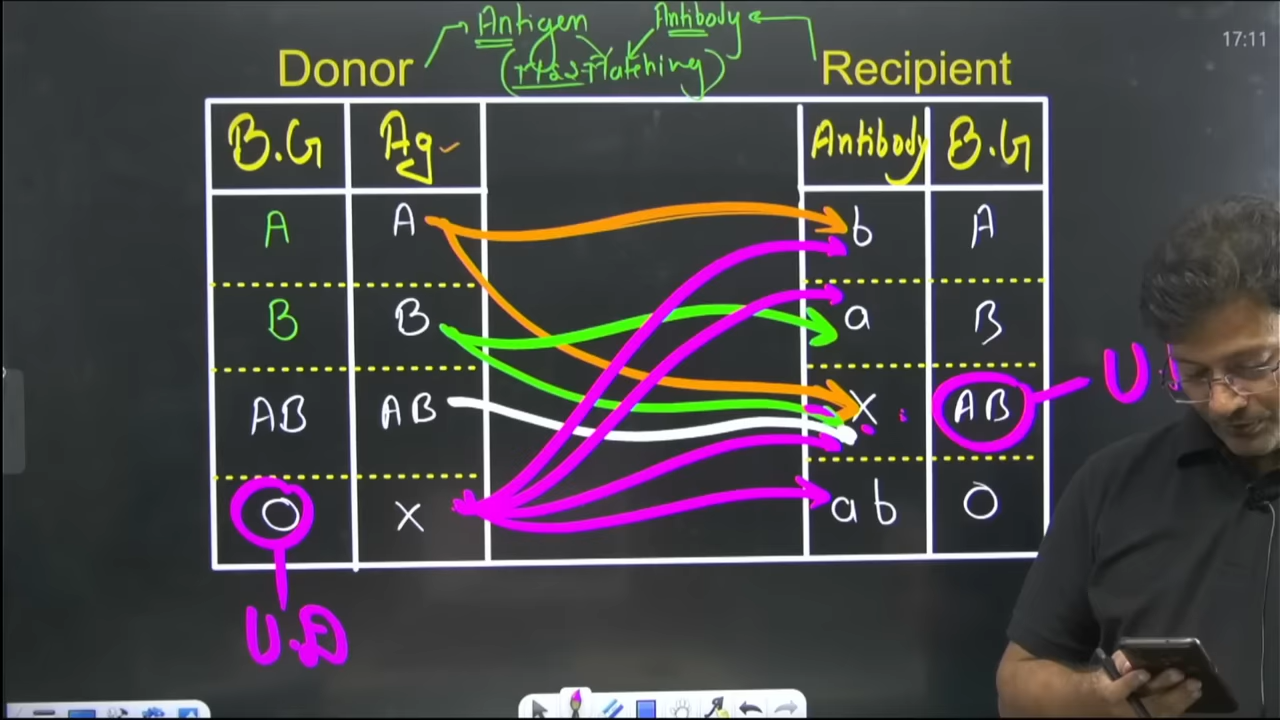 17:11
Antigen Antibody
Donor Recipient
Matching)
B.G Ag Antibody B.G
A A b A
B B a B
AB AB x AB
O x ab O
U
U.D